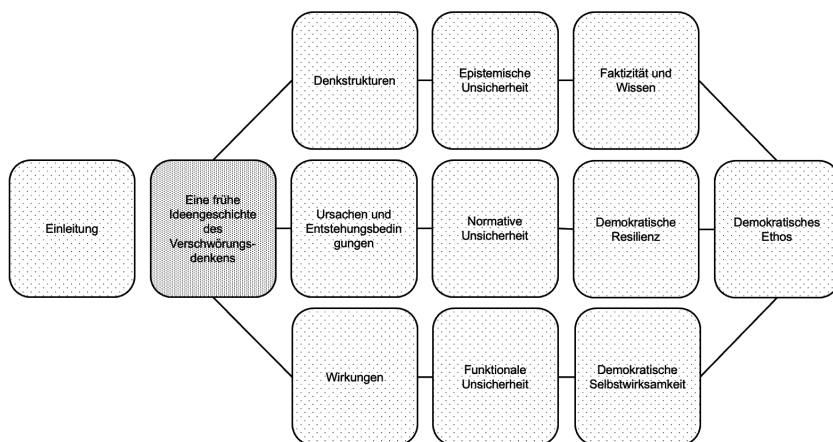 Denkstrukturen
Epistemische
Unsicherheit
Faktizität und
Wissen
Einleitung
Eine frühe
Ideengeschichte
des
Verschwörungs-
denkens
Ursachen und
Entstehungsbedin
gungen
Normative
Unsicherheit
Demokratische
Resilienz
Demokratisches
Ethos
Wirkungen
Funktionale
Unsicherheit
Demokratische
Selbstwirksamkeit